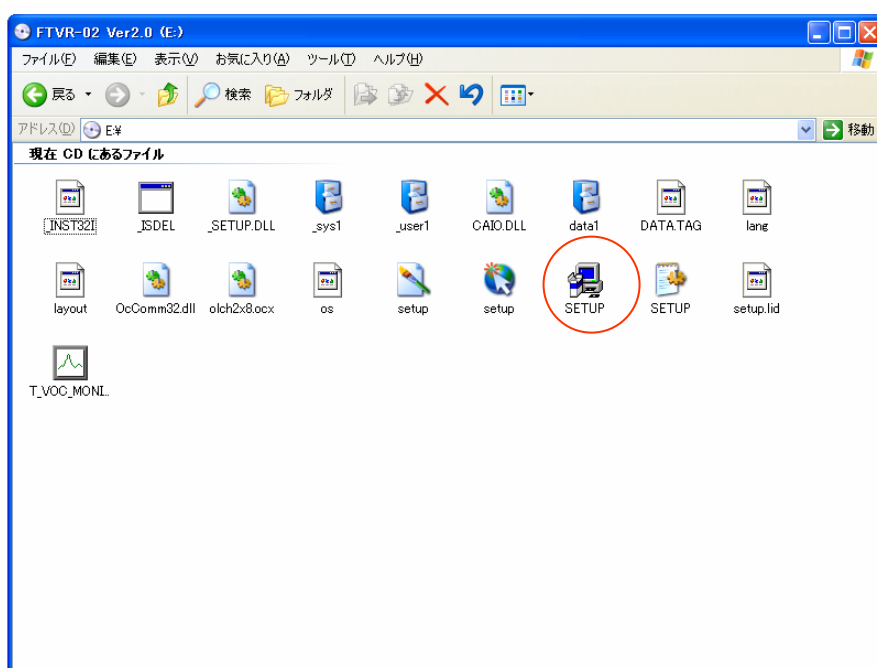 FTVR-02 Ver2.0 (E:)
ファイル(F) 編集(E) 表示(V) お気に入り(A) ツール(T) ヘルプ(H)
戻る 検索 フォルダ
アドレス(D) E:¥ 移動
現在 CD にあるファイル
_INST32I _ISDEL _SETUP.DLL _sys1 _user1 CAIO.DLL data1 DATA.TAG lang
layout OcComm32.dll olch2x8.ocx os setup setup SETUP SETUP setup.lid
T_VOC_MONI...